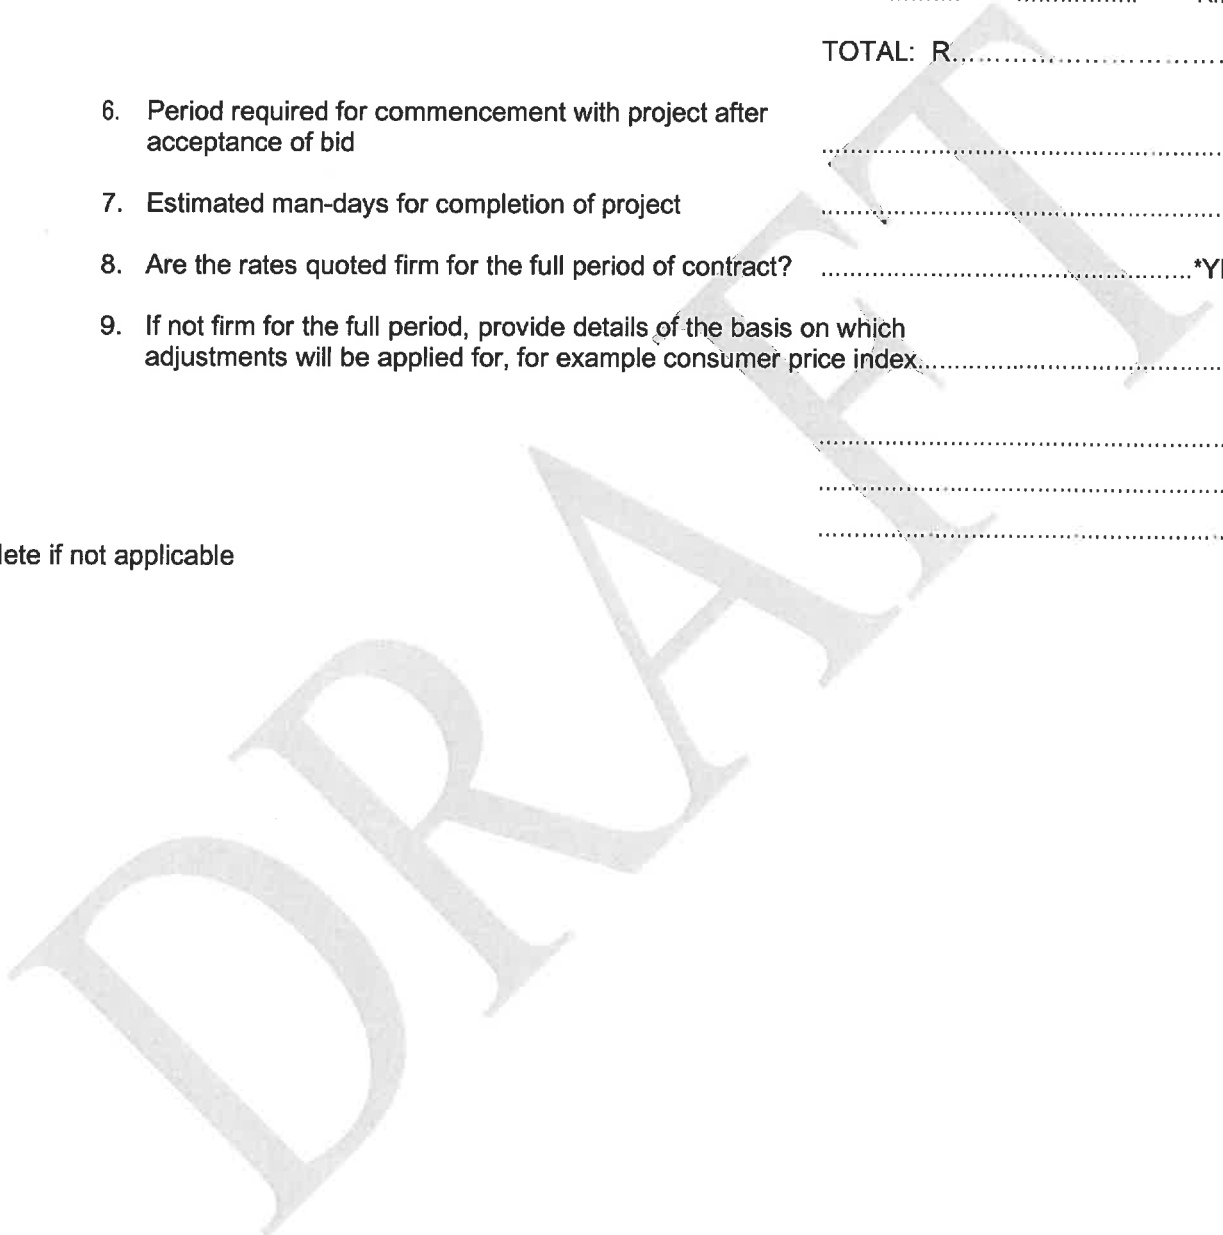 TOTAL: R..............................................
6. Period required for commencement with project after
acceptance of bid ..............................................
7. Estimated man-days for completion of project ..............................................
8. Are the rates quoted firm for the full period of contract? ..............................................*Y
9. If not firm for the full period, provide details of the basis on which
adjustments will be applied for, for example consumer price index..............................................
..............................................
..............................................
..............................................
lete if not applicable
DRAFT